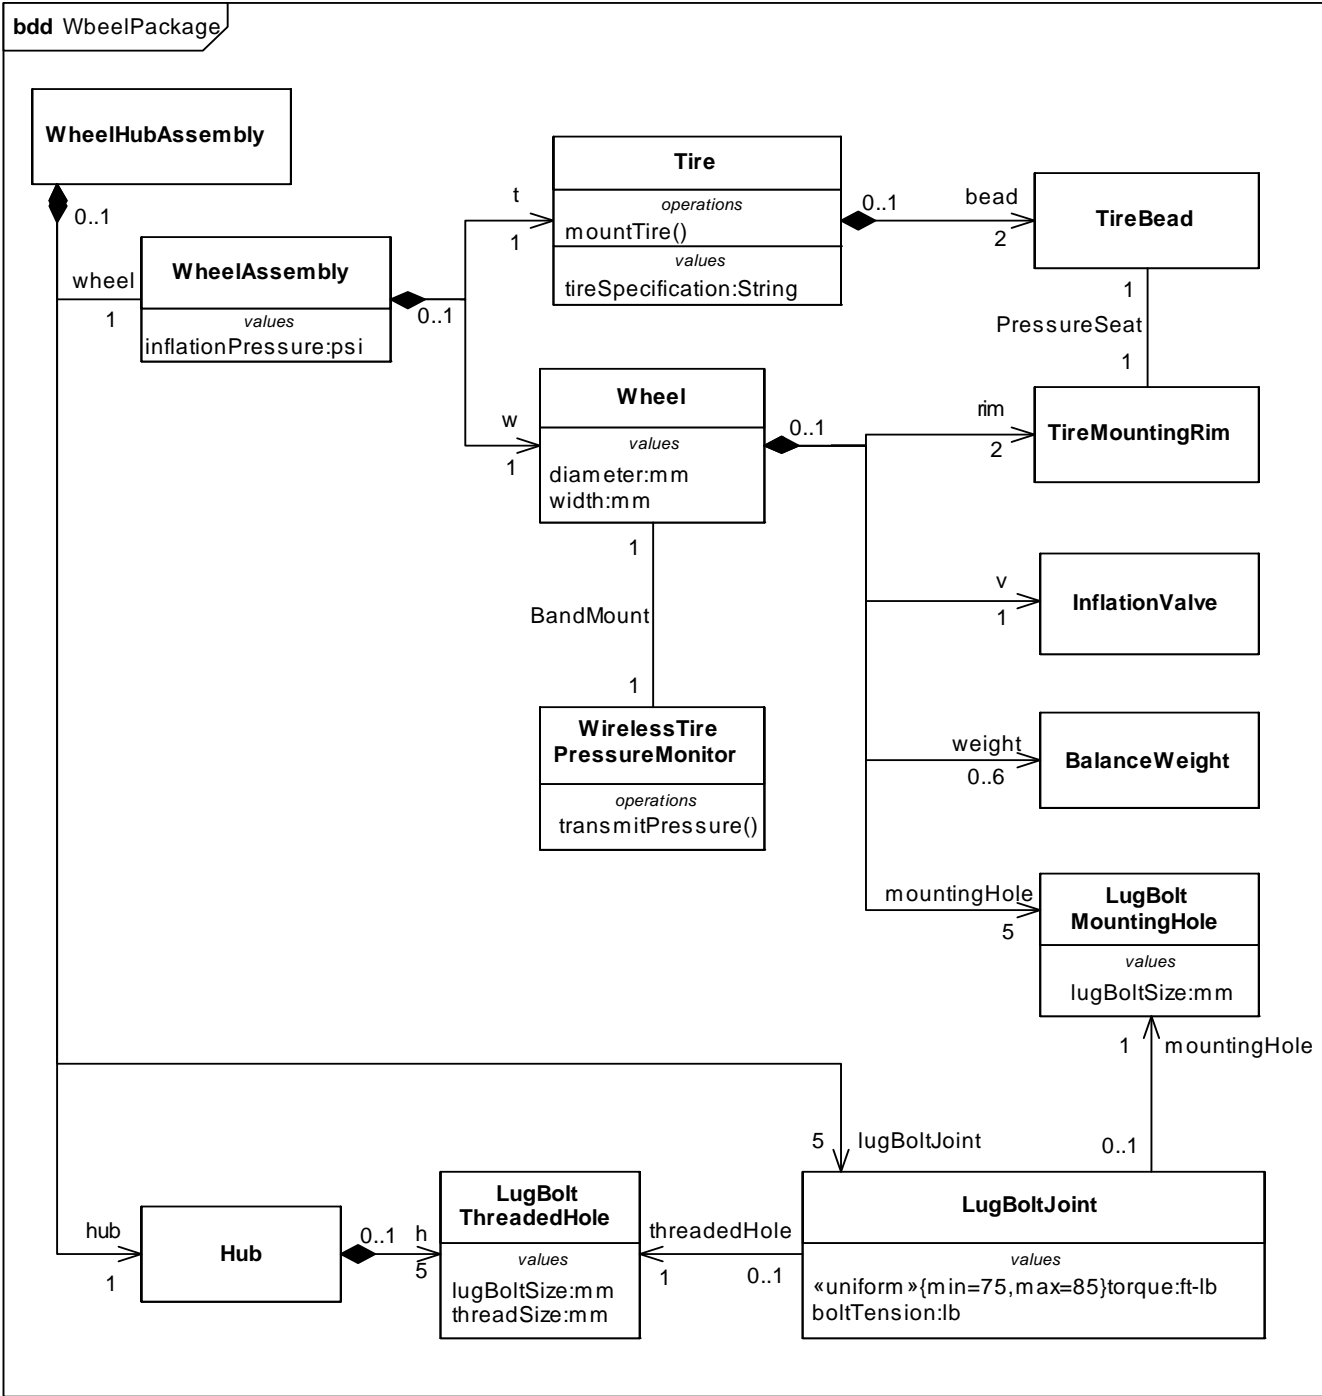 bdd WbeelPackage
WheelHubAssembly
0..1
wheel
1
WheelAssembly
values
inflationPressure:psi
0..1
t
1
Tire
operations
mountTire()
values
tireSpecification:String
0..1
bead
2
TireBead
1
PressureSeat
1
w
1
Wheel
values
diameter:mm
width:mm
0..1
rim
2
TireMountingRim
1
BandMount
1
v
1
InflationValve
WirelessTire
PressureMonitor
operations
transmitPressure()
weight
0..6
BalanceWeight
mountingHole
5
LugBolt
MountingHole
values
lugBoltSize:mm
1
mountingHole
0..1
5
lugBoltJoint
hub
1
Hub
0..1
h
5
LugBolt
ThreadedHole
values
lugBoltSize:mm
threadSize:mm
threadedHole
1
0..1
LugBoltJoint
values
«uniform»{min=75,max=85}torque:ft-lb
boltTension:lb